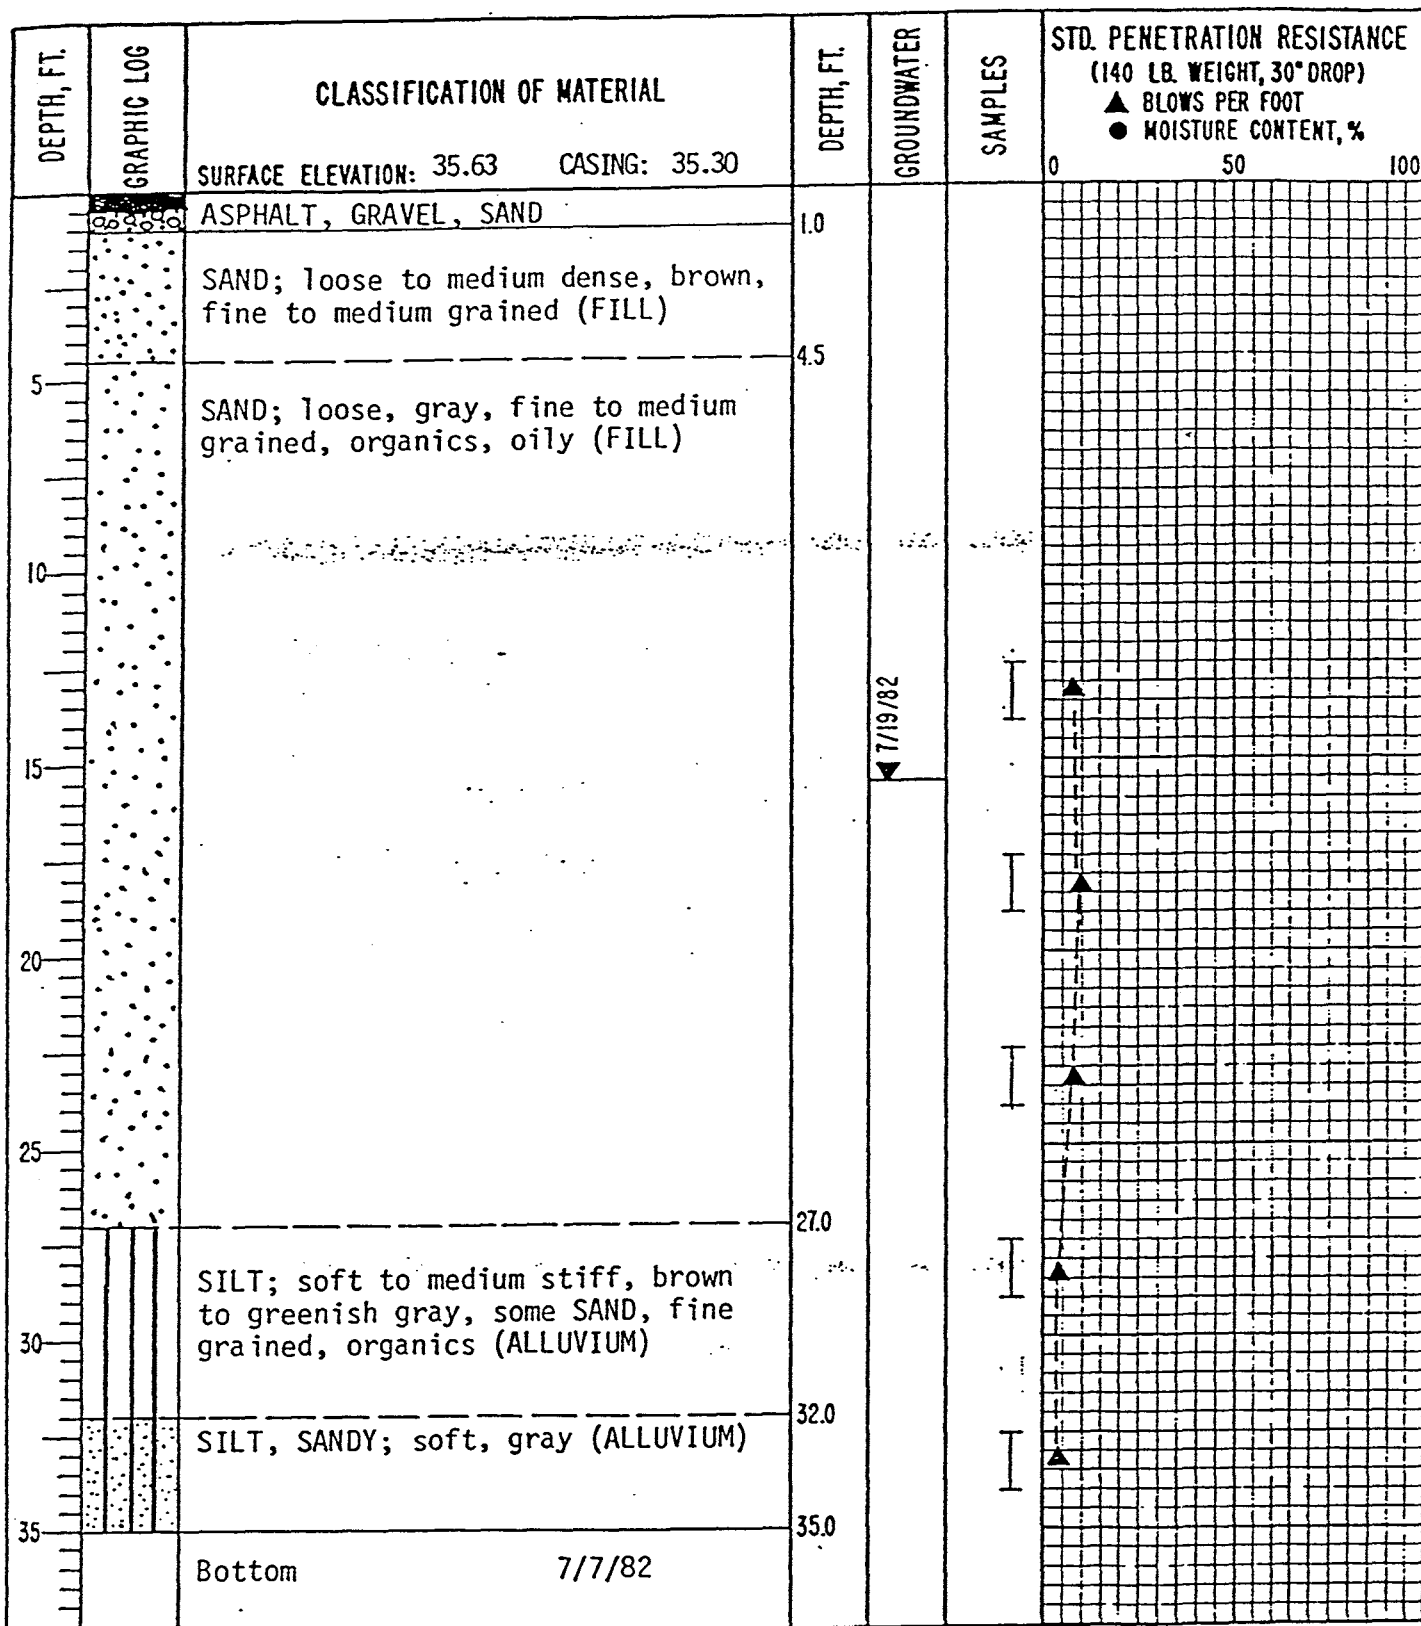 DEPTH, FT.
GRAPHIC LOG
CLASSIFICATION OF MATERIAL
SURFACE ELEVATION: 35.63 CASING: 35.30
DEPTH, FT.
GROUNDWATER
SAMPLES
STD. PENETRATION RESISTANCE
(140 LB. WEIGHT, 30" DROP)
▲ BLOWS PER FOOT
● MOISTURE CONTENT, %
0 50 100
ASPHALT, GRAVEL, SAND
1.0
SAND; loose to medium dense, brown,
fine to medium grained (FILL)
4.5
5
SAND; loose, gray, fine to medium
grained, organics, oily (FILL)
10
7/19/82
15
20
25
27.0
SILT; soft to medium stiff, brown
to greenish gray, some SAND, fine
grained, organics (ALLUVIUM)
30
32.0
SILT, SANDY; soft, gray (ALLUVIUM)
35
35.0
Bottom 7/7/82